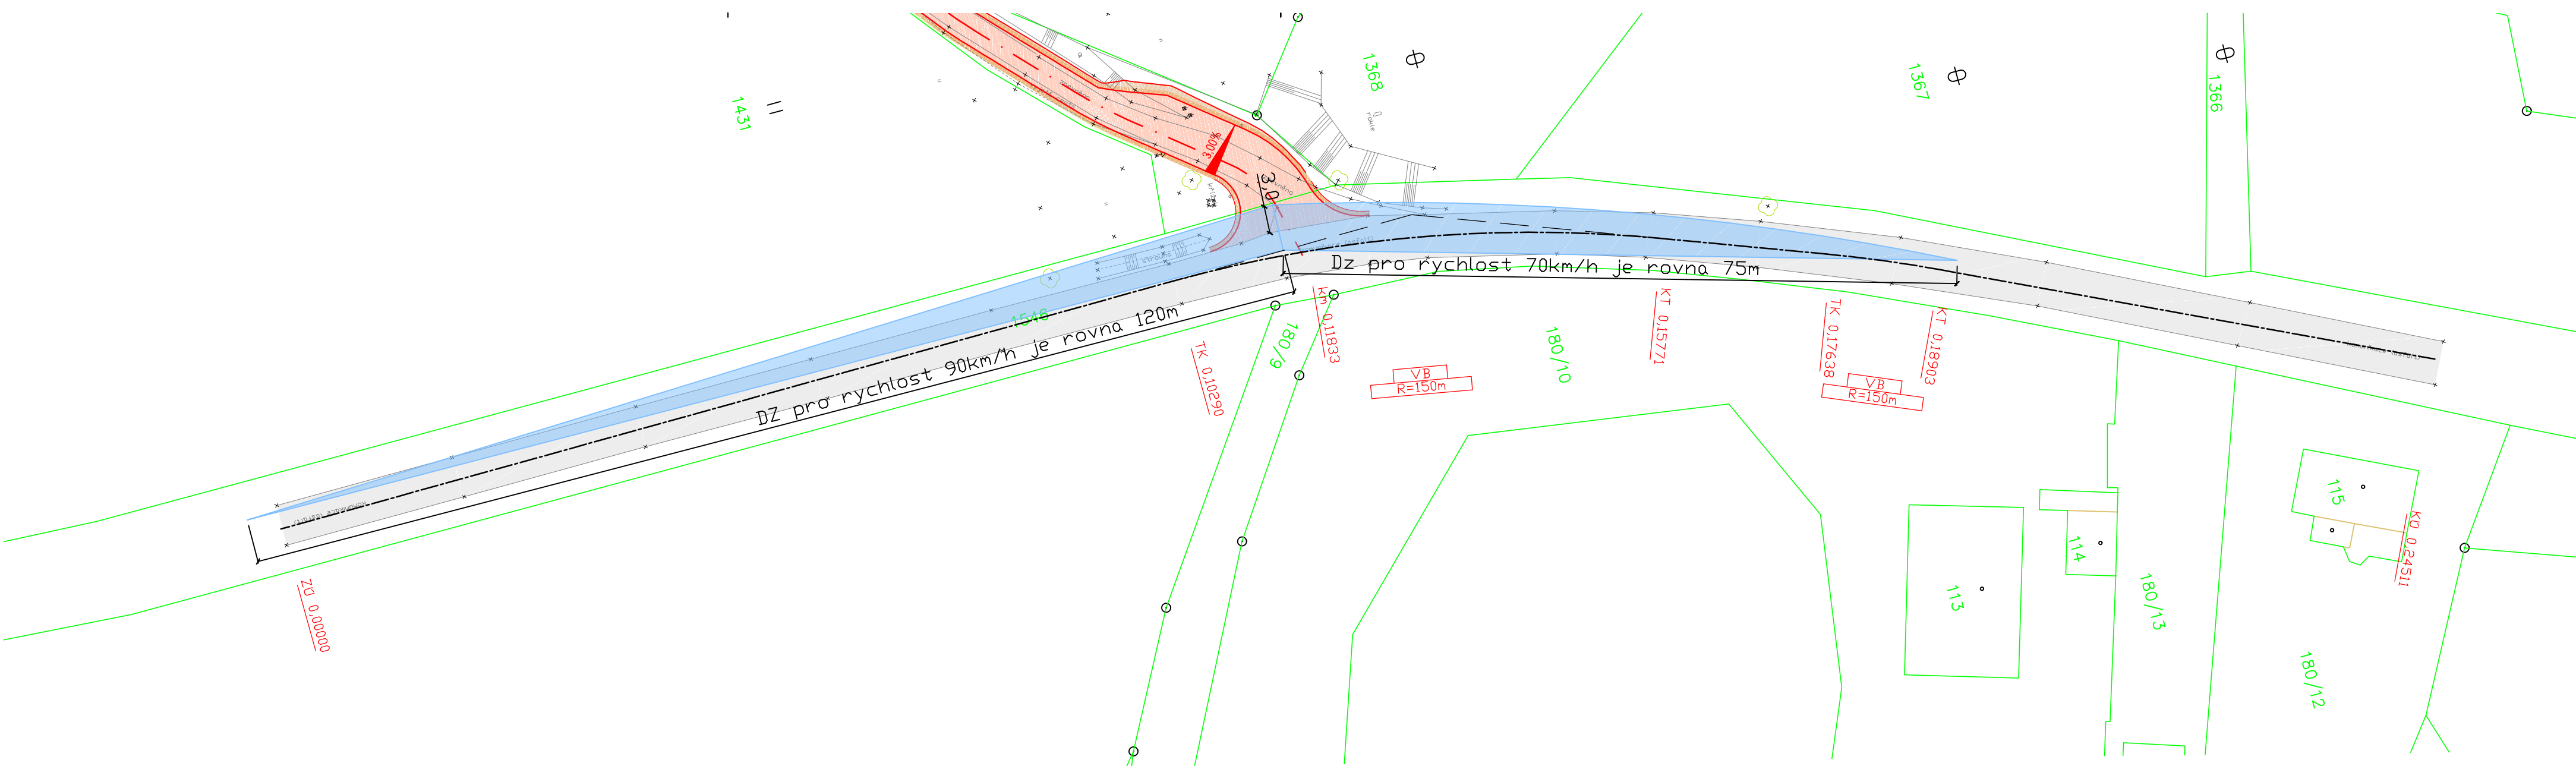 1431
1368
1367
1366
3,00%
3,0
rokle
1546
DZ pro rychlost 90km/h je rovna 120m
Dz pro rychlost 70km/h je rovna 75m
ZÚ 0,00000
TK 0,10290
Km 0,11833
KT 0,15771
TK 0,17638
KT 0,18903
KÚ 0,24511
VB
R=150m
VB
R=150m
180/9
180/10
113
114
115
180/13
180/12